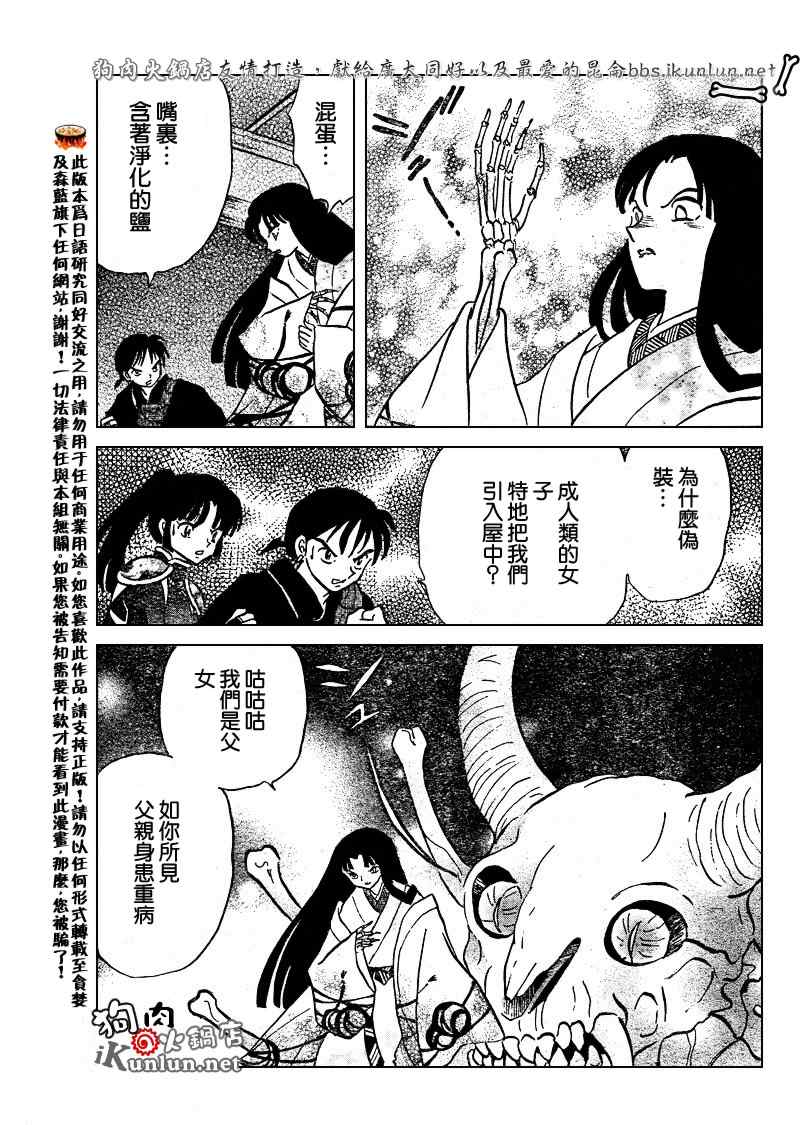 狗肉火鍋店友情打造，獻給廣大同好以及最愛的昆侖bbs.ikunlun.net
混蛋…
嘴裏…
含著淨化的鹽
為什麼偽
裝…
成人類的女
子
特地把我們
引入屋中?
咕咕咕
我們是父
女
如你所見
父親身患重病
此版本爲日語研究同好交流之用，請勿用于任何商業用途。如您喜歡此作品，請支持正版！請勿以任何形式轉載至貪婪
及森藍旗下任何網站，謝謝！一切法律責任與本組無關。如果您被告知需要付款才能看到此漫畫，那麽，您被騙了！
狗肉
火鍋店
iKunlun.net